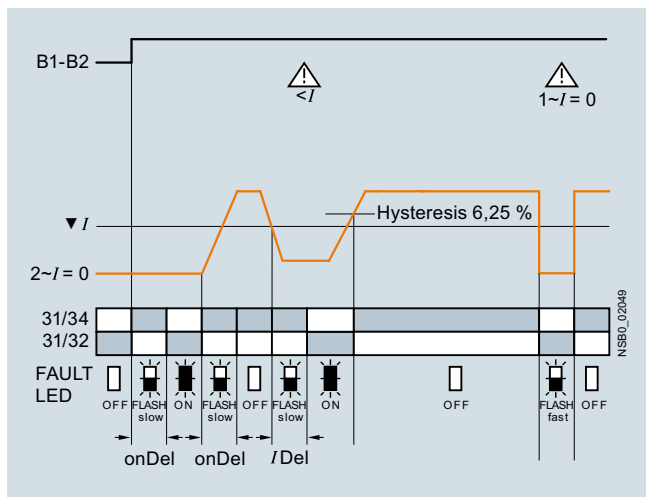 B1-B2
<I
1~I = 0
Hysteresis 6,25 %
▼ I
2~I = 0
31/34
31/32
NSB0_02049
FAULT
LED
OFF FLASH slow ON FLASH slow OFF FLASH slow ON OFF FLASH fast OFF
onDel onDel I Del